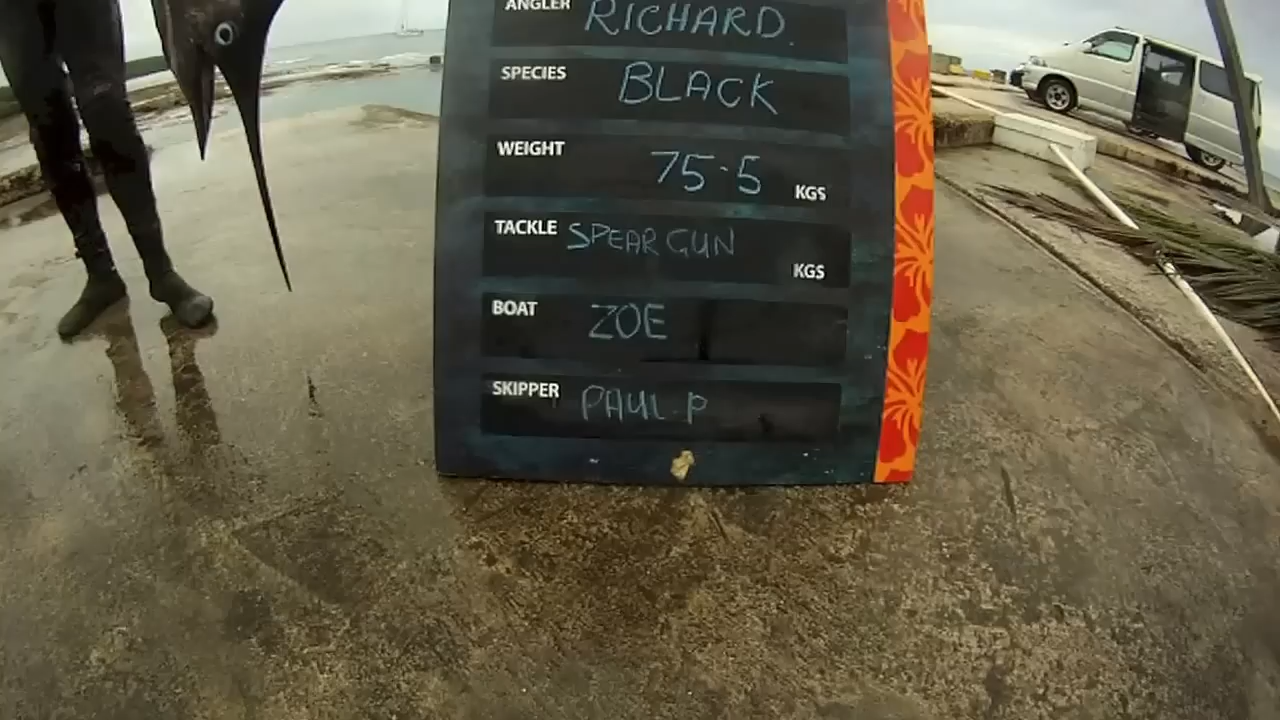 ANGLER RICHARD
SPECIES BLACK
WEIGHT 75.5 KGS
TACKLE SPEAR GUN KGS
BOAT ZOE
SKIPPER PAUL.P